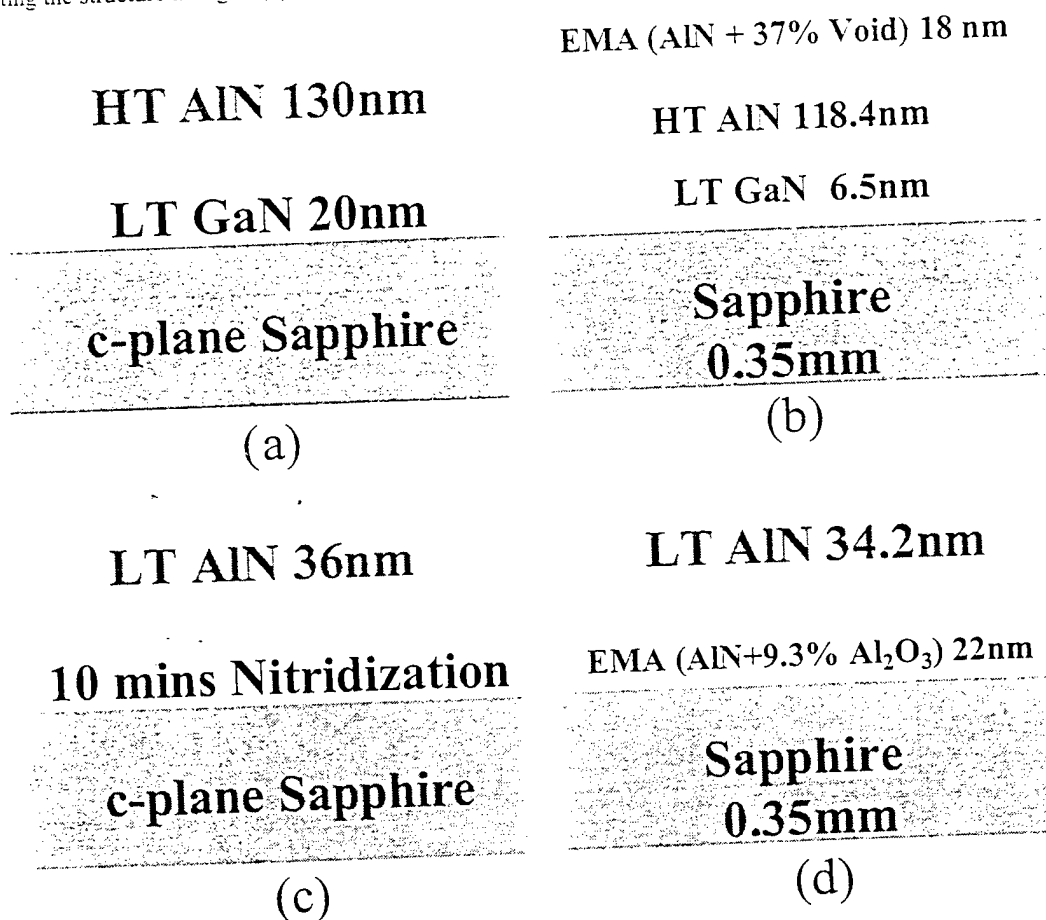 HT AlN 130nm
LT GaN 20nm
c-plane Sapphire
(a)
EMA (AlN + 37% Void) 18 nm
HT AlN 118.4nm
LT GaN 6.5nm
Sapphire
0.35mm
(b)
LT AlN 36nm
10 mins Nitridization
c-plane Sapphire
(c)
LT AlN 34.2nm
EMA (AlN+9.3% Al₂O₃) 22nm
Sapphire
0.35mm
(d)